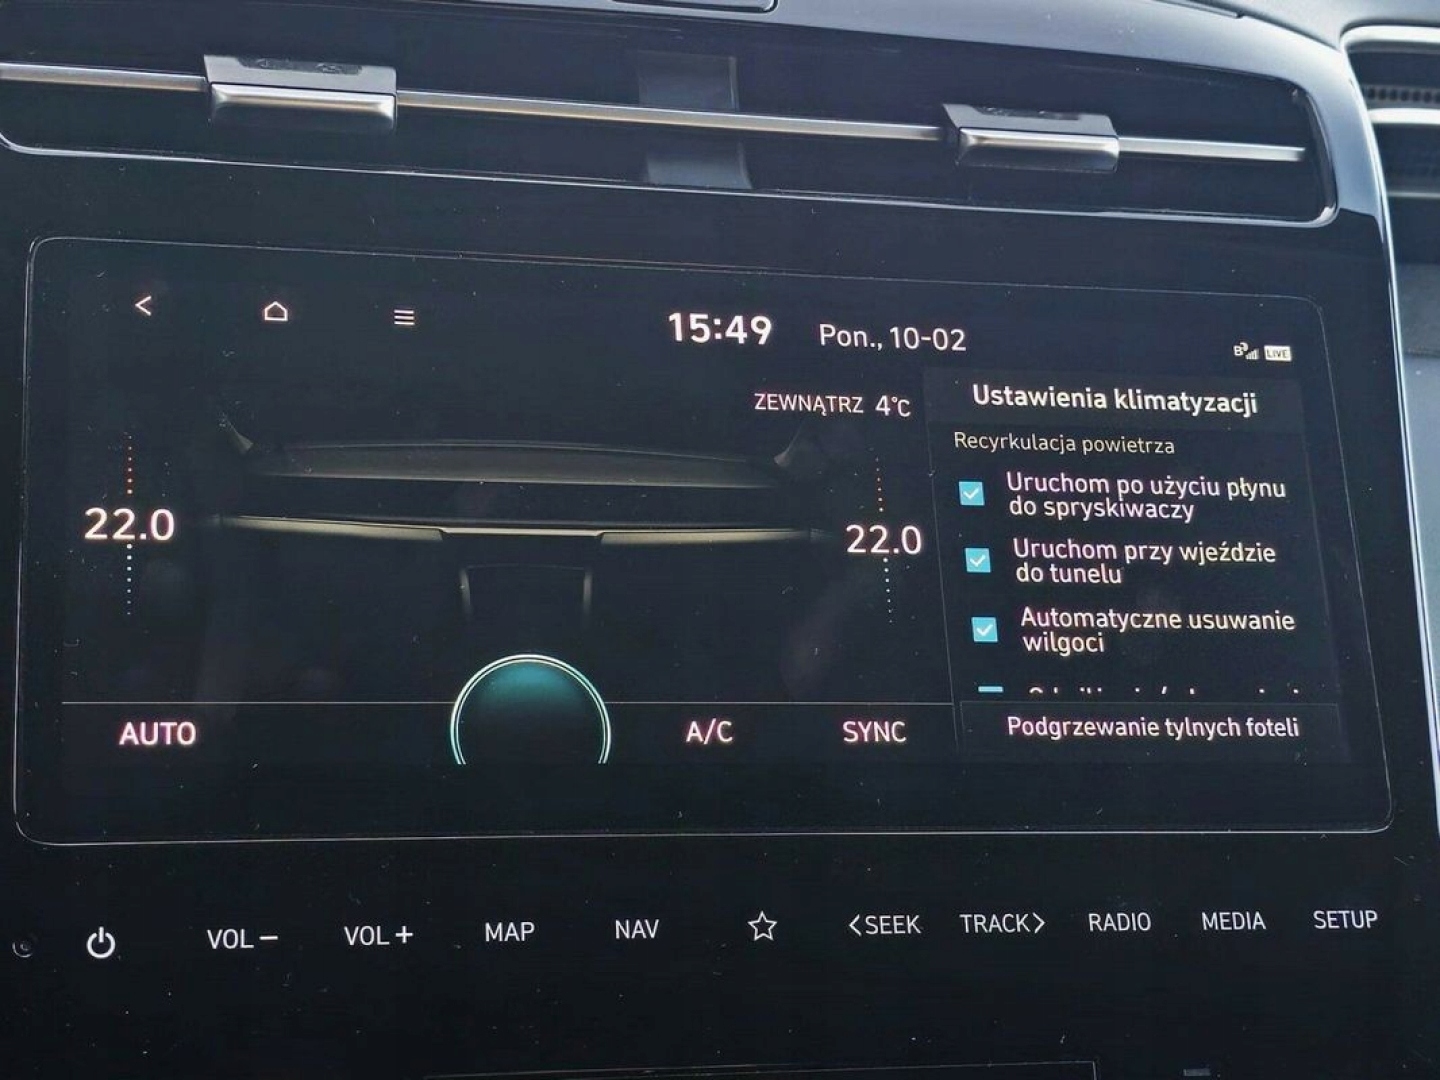 15:49 Pon., 10-02
LIVE
ZEWNĄTRZ 4°C
Ustawienia klimatyzacji
Recyrkulacja powietrza
Uruchom po użyciu płynu
do spryskiwaczy
Uruchom przy wjeździe
do tunelu
Automatyczne usuwanie
wilgoci
22.0 22.0
AUTO A/C SYNC
Podgrzewanie tylnych foteli
VOL − VOL + MAP NAV <SEEK TRACK> RADIO MEDIA SETUP